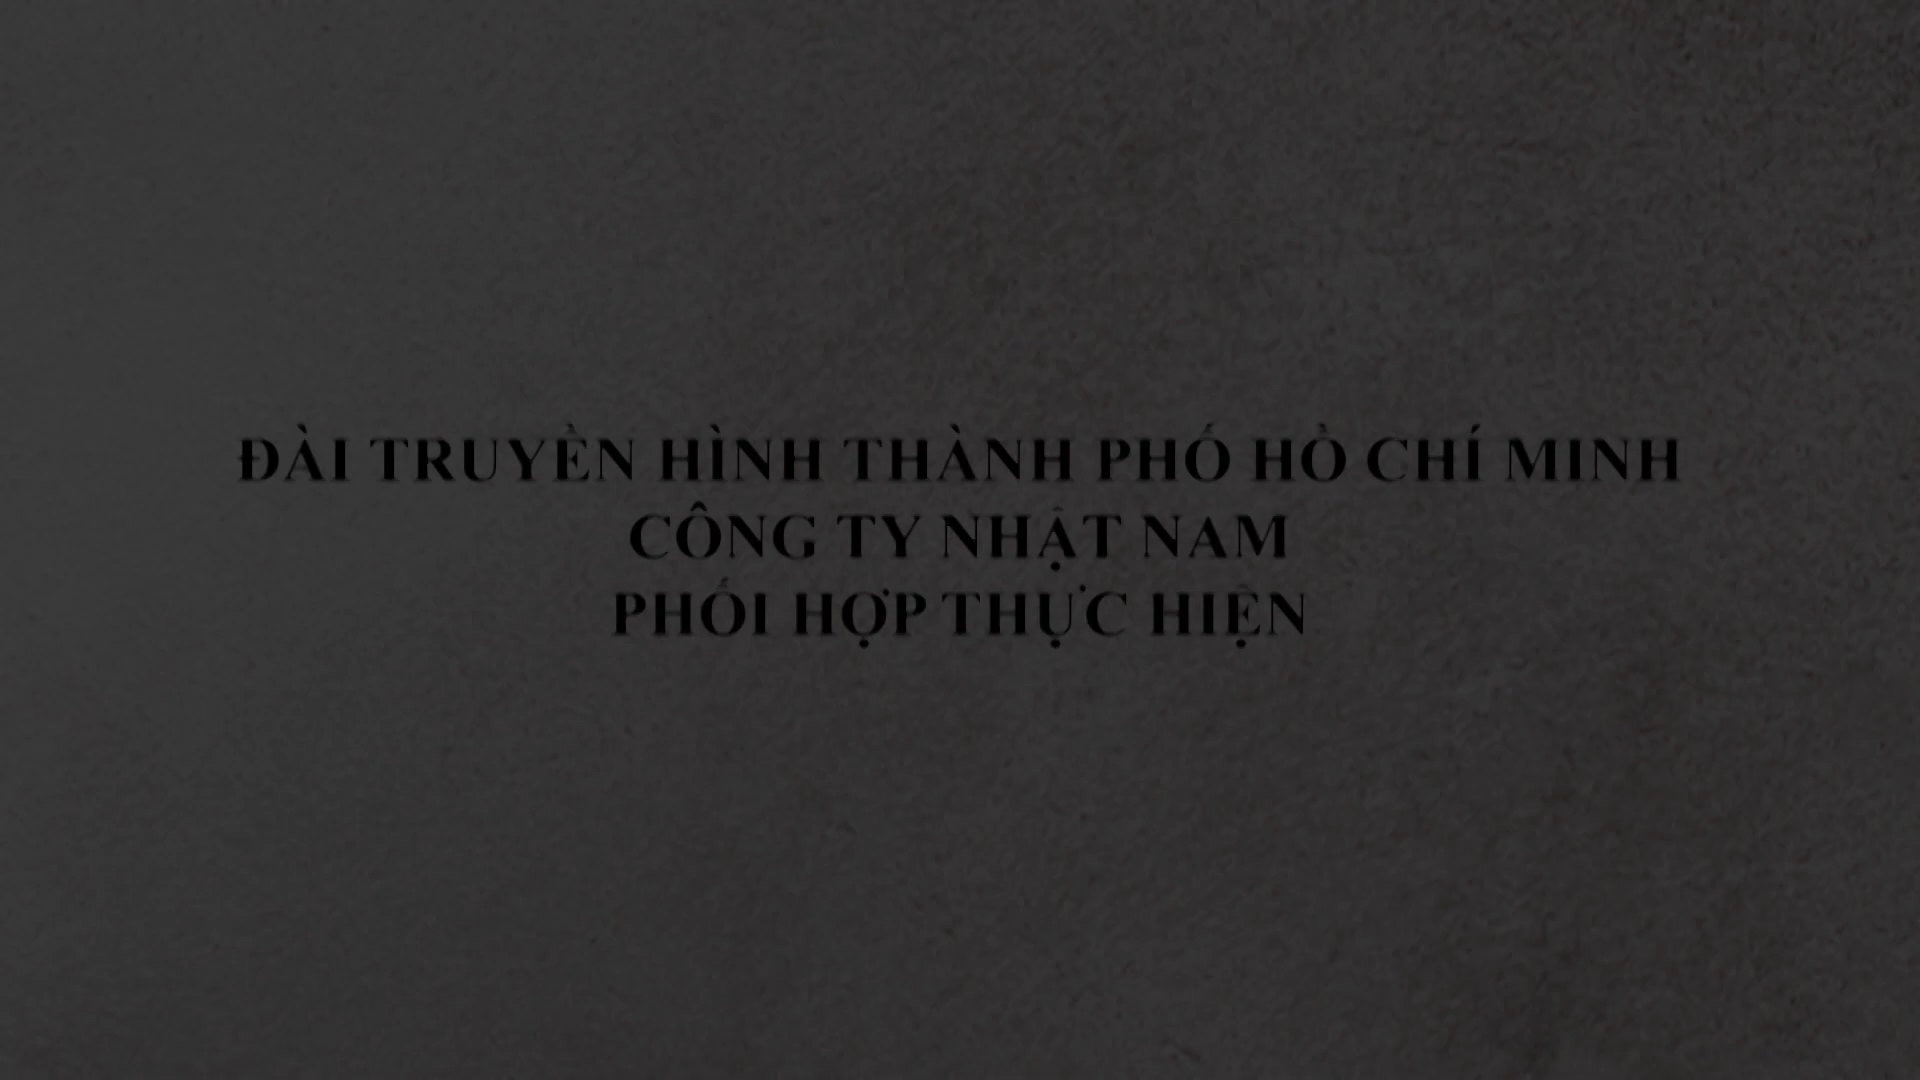 ĐÀI TRUYỀN HÌNH THÀNH PHỐ HỒ CHÍ MINH
CÔNG TY NHẬT NAM
PHỐI HỢP THỰC HIỆN